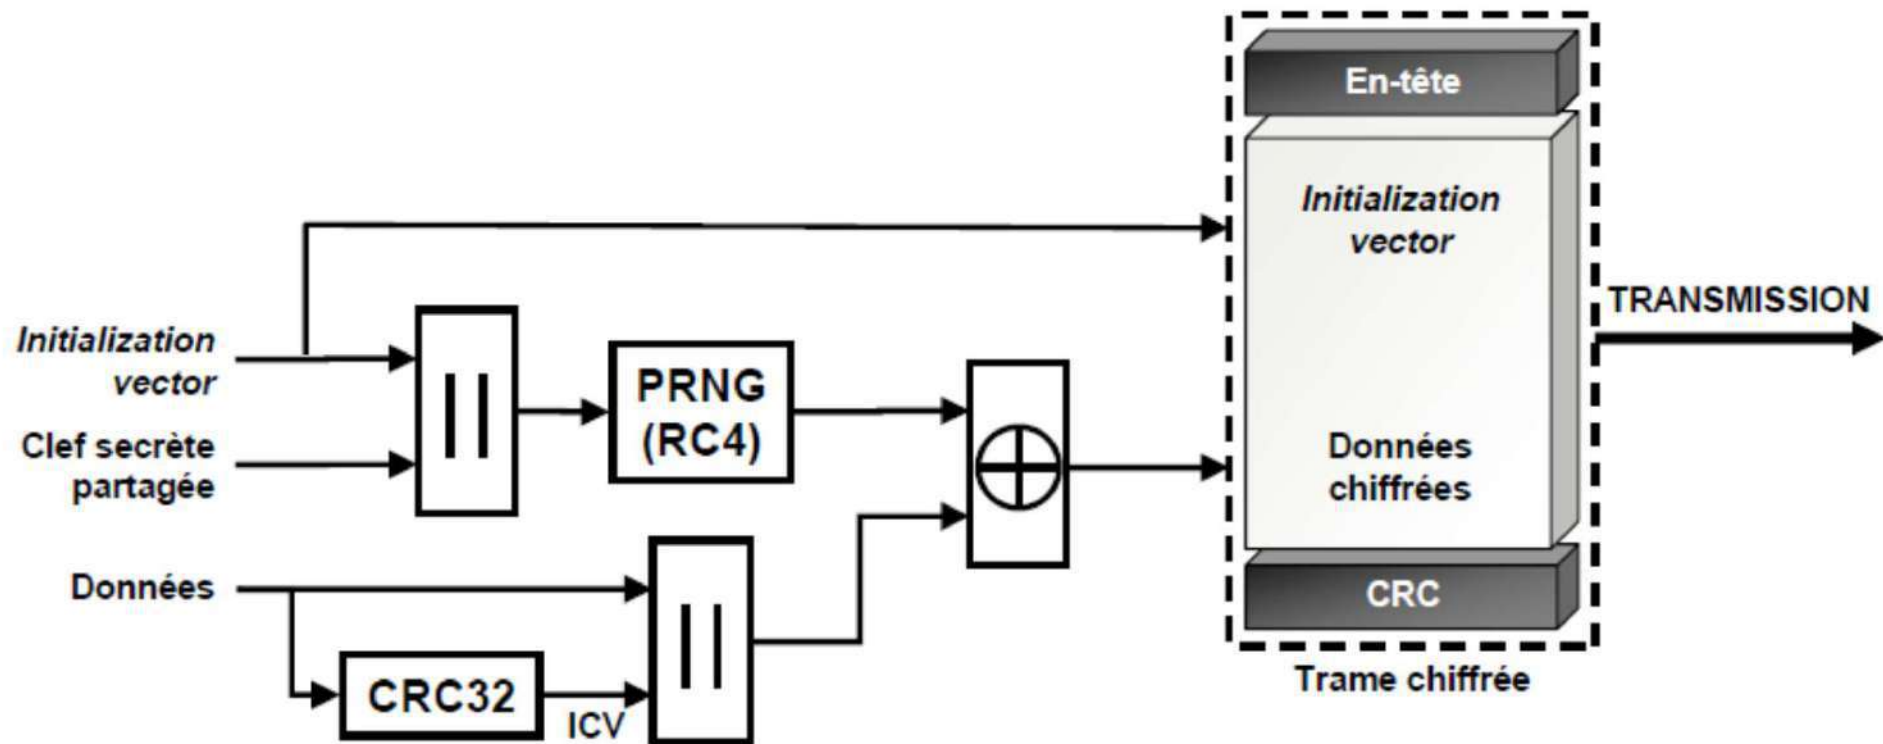 En-tête
Initialization
vector
TRANSMISSION
Initialization
vector
||
PRNG
(RC4)
Clef secrète
partagée
Données
chiffrées
Données
||
CRC
CRC32
ICV
Trame chiffrée